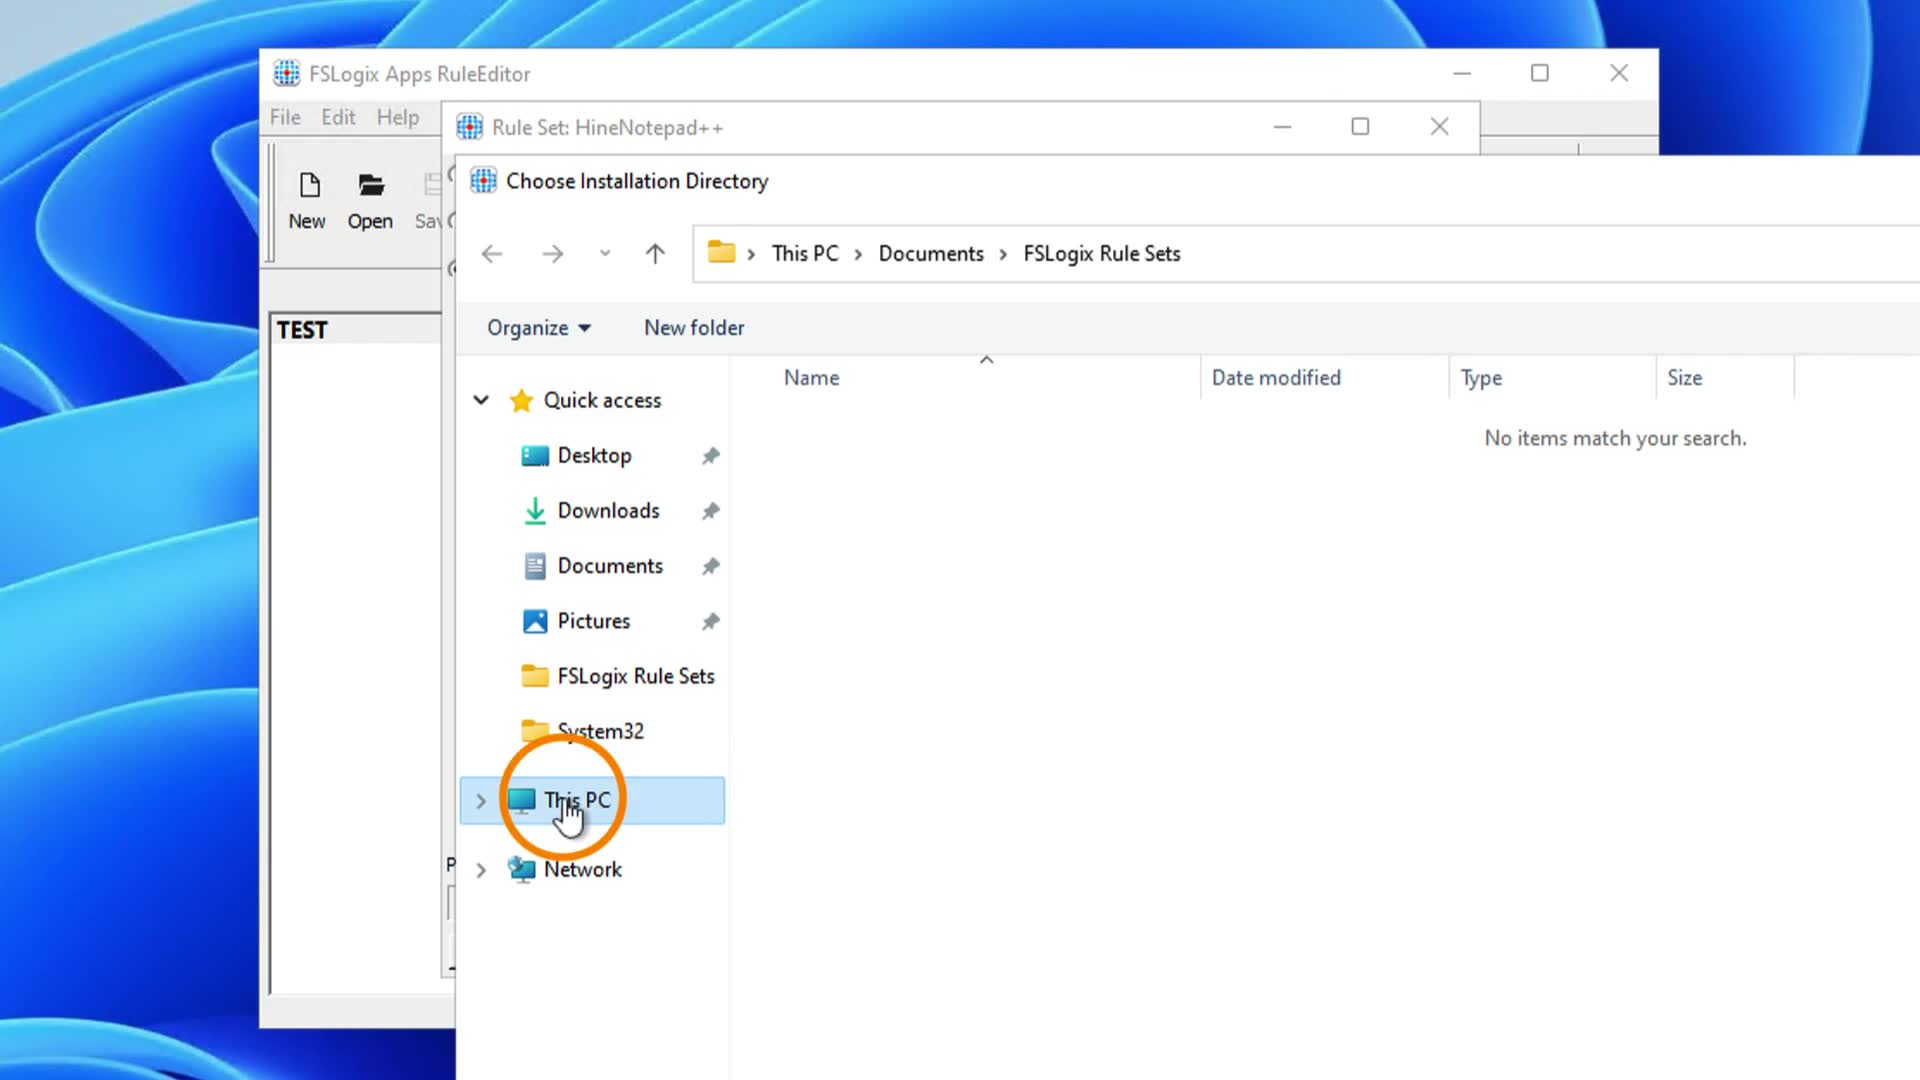 FSLogix Apps RuleEditor
File Edit Help
Rule Set: HineNotepad++
New Open
Choose Installation Directory
This PC > Documents > FSLogix Rule Sets
Organize New folder
TEST
Name Date modified Type Size
No items match your search.
Quick access
Desktop
Downloads
Documents
Pictures
FSLogix Rule Sets
System32
This PC
Network